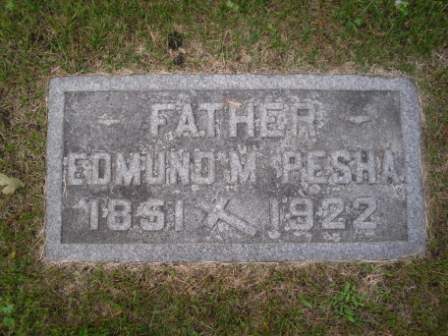 FATHER
EDMUND M PESHA
1851 1922